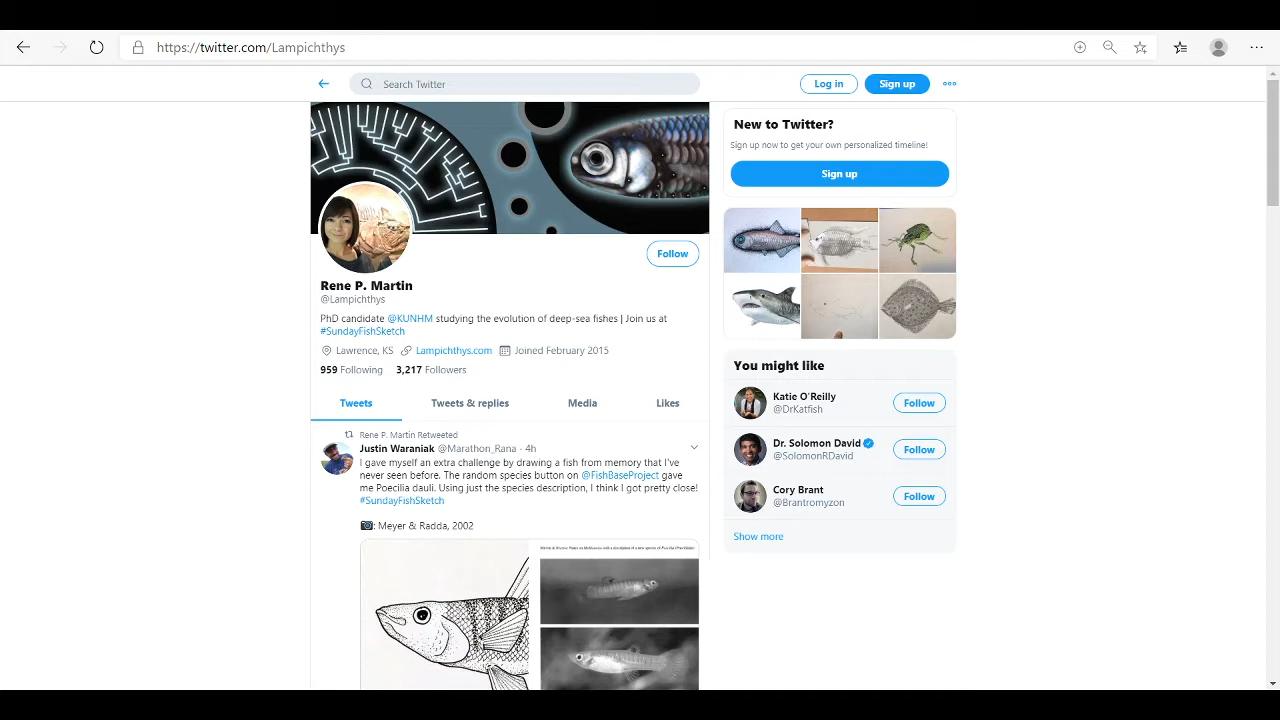 https://twitter.com/Lampichthys
Search Twitter
Log in
Sign up
Follow
Rene P. Martin
@Lampichthys
PhD candidate @KUNHM studying the evolution of deep-sea fishes | Join us at
#SundayFishSketch
Lawrence, KS Lampichthys.com Joined February 2015
959 Following 3,217 Followers
Tweets Tweets & replies Media Likes
Rene P. Martin Retweeted
Justin Waraniak @Marathon_Rana · 4h
I gave myself an extra challenge by drawing a fish from memory that I've
never seen before. The random species button on @FishBaseProject gave
me Poecilia dauli. Using just the species description, I think I got pretty close!
#SundayFishSketch
: Meyer & Radda, 2002
New to Twitter?
Sign up now to get your own personalized timeline!
Sign up
You might like
Katie O'Reilly
@DrKatfish
Follow
Dr. Solomon David
@SolomonRDavid
Follow
Cory Brant
@Brantromyzon
Follow
Show more